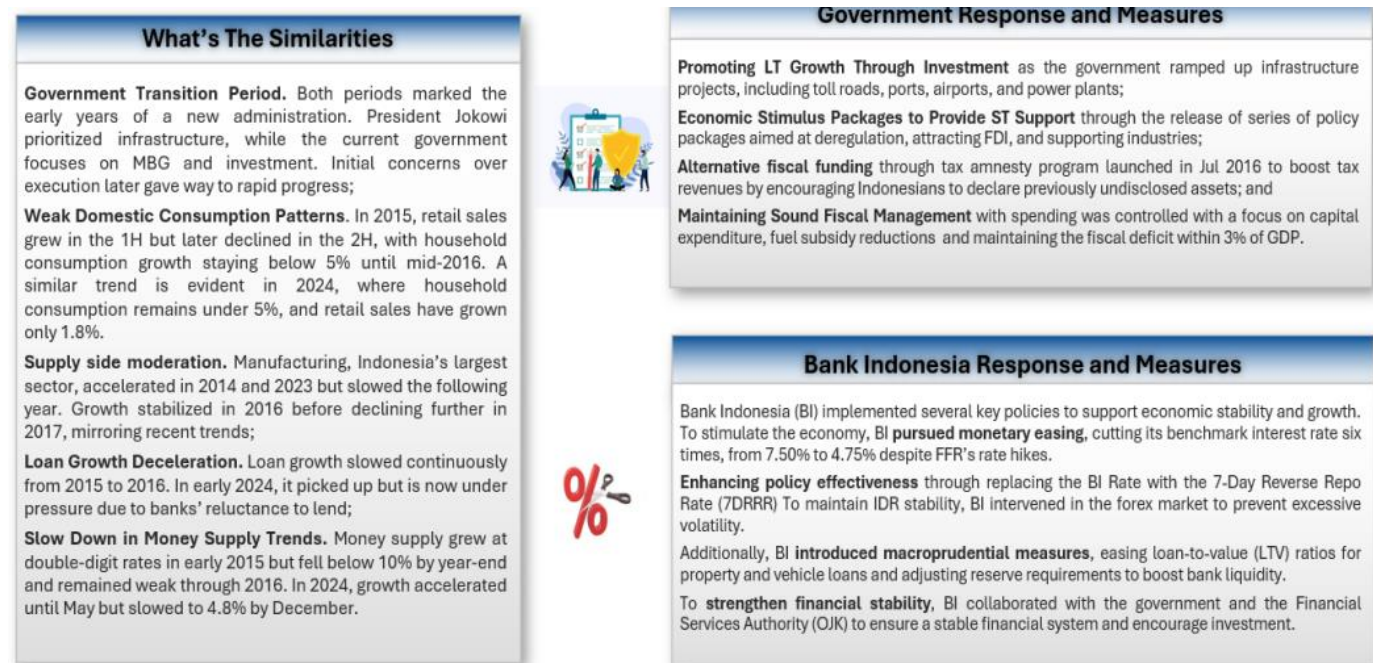 What's The Similarities
Government Transition Period. Both periods marked the
early years of a new administration. President Jokowi
prioritized infrastructure, while the current government
focuses on MBG and investment. Initial concerns over
execution later gave way to rapid progress;
Weak Domestic Consumption Patterns. In 2015, retail sales
grew in the 1H but later declined in the 2H, with household
consumption growth staying below 5% until mid-2016. A
similar trend is evident in 2024, where household
consumption remains under 5%, and retail sales have grown
only 1.8%.
Supply side moderation. Manufacturing, Indonesia's largest
sector, accelerated in 2014 and 2023 but slowed the following
year. Growth stabilized in 2016 before declining further in
2017, mirroring recent trends;
Loan Growth Deceleration. Loan growth slowed continuously
from 2015 to 2016. In early 2024, it picked up but is now under
pressure due to banks' reluctance to lend;
Slow Down in Money Supply Trends. Money supply grew at
double-digit rates in early 2015 but fell below 10% by year-end
and remained weak through 2016. In 2024, growth accelerated
until May but slowed to 4.8% by December.
Government Response and Measures
Promoting LT Growth Through Investment as the government ramped up infrastructure
projects, including toll roads, ports, airports, and power plants;
Economic Stimulus Packages to Provide ST Support through the release of series of policy
packages aimed at deregulation, attracting FDI, and supporting industries;
Alternative fiscal funding through tax amnesty program launched in Jul 2016 to boost tax
revenues by encouraging Indonesians to declare previously undisclosed assets; and
Maintaining Sound Fiscal Management with spending was controlled with a focus on capital
expenditure, fuel subsidy reductions and maintaining the fiscal deficit within 3% of GDP.
Bank Indonesia Response and Measures
Bank Indonesia (BI) implemented several key policies to support economic stability and growth.
To stimulate the economy, BI pursued monetary easing, cutting its benchmark interest rate six
times, from 7.50% to 4.75% despite FFR's rate hikes.
Enhancing policy effectiveness through replacing the BI Rate with the 7-Day Reverse Repo
Rate (7DRRR) To maintain IDR stability, BI intervened in the forex market to prevent excessive
volatility.
Additionally, BI introduced macroprudential measures, easing loan-to-value (LTV) ratios for
property and vehicle loans and adjusting reserve requirements to boost bank liquidity.
To strengthen financial stability, BI collaborated with the government and the Financial
Services Authority (OJK) to ensure a stable financial system and encourage investment.